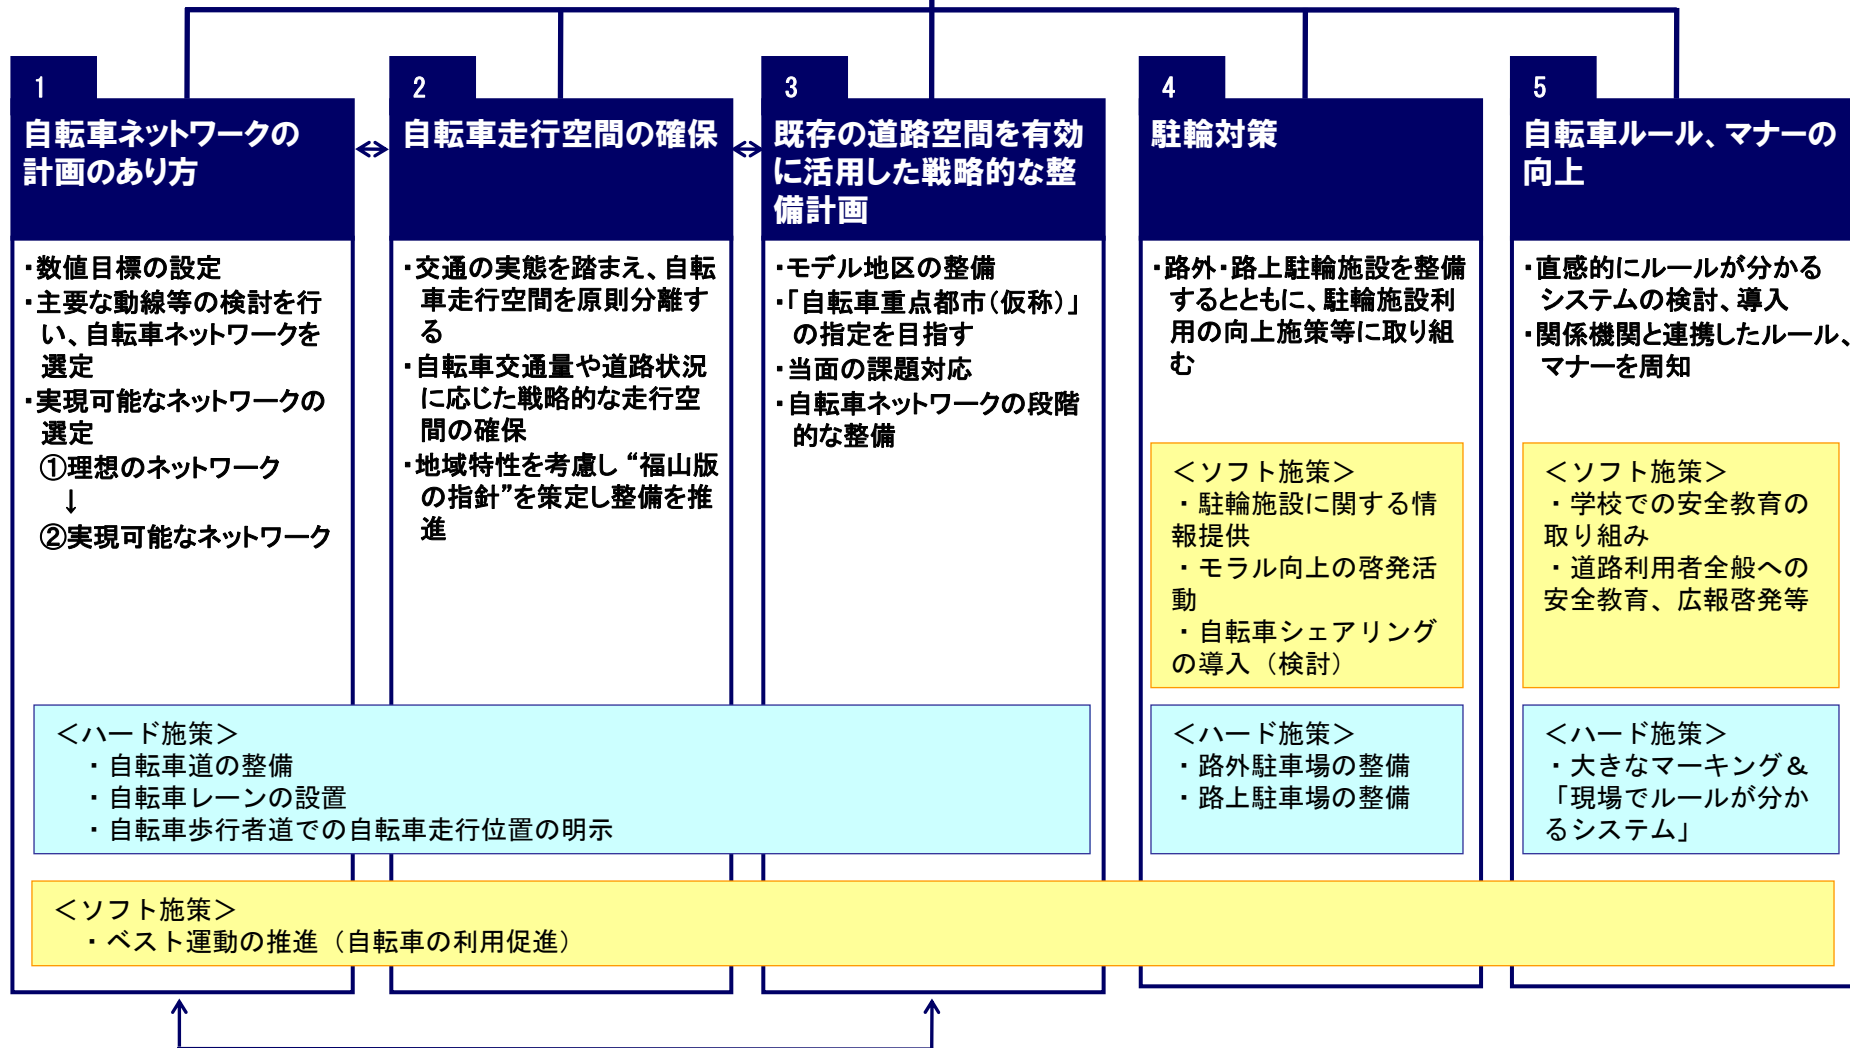 1
自転車ネットワークの
計画のあり方
・数値目標の設定
・主要な動線等の検討を行
い、自転車ネットワークを
選定
・実現可能なネットワークの
選定
①理想のネットワーク
↓
②実現可能なネットワーク
2
自転車走行空間の確保
・交通の実態を踏まえ、自転
車走行空間を原則分離す
る
・自転車交通量や道路状況
に応じた戦略的な走行空
間の確保
・地域特性を考慮し“福山版
の指針”を策定し整備を推
進
3
既存の道路空間を有効
に活用した戦略的な整
備計画
・モデル地区の整備
・「自転車重点都市(仮称)」
の指定を目指す
・当面の課題対応
・自転車ネットワークの段階
的な整備
＜ハード施策＞
・自転車道の整備
・自転車レーンの設置
・自転車歩行者道での自転車走行位置の明示
4
駐輪対策
・路外・路上駐輪施設を整備
するとともに、駐輪施設利
用の向上施策等に取り組
む
＜ソフト施策＞
・駐輪施設に関する情
報提供
・モラル向上の啓発活
動
・自転車シェアリング
の導入（検討）
＜ハード施策＞
・路外駐車場の整備
・路上駐車場の整備
5
自転車ルール、マナーの
向上
・直感的にルールが分かる
システムの検討、導入
・関係機関と連携したルール、
マナーを周知
＜ソフト施策＞
・学校での安全教育の
取り組み
・道路利用者全般への
安全教育、広報啓発等
＜ハード施策＞
・大きなマーキング＆
「現場でルールが分か
るシステム」
＜ソフト施策＞
・ベスト運動の推進（自転車の利用促進）